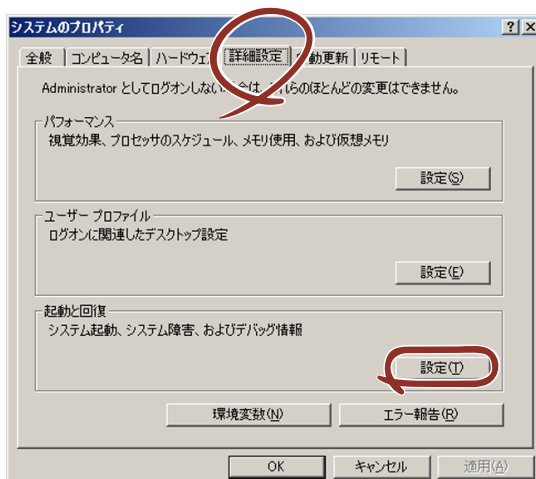 システムのプロパティ
全般 コンピュータ名 ハードウェア 詳細設定 動更新 リモート
Administrator としてログオンしない は、 らのほとんどの変更はできません。
パフォーマンス
視覚効果、プロセッサのスケジュール、メモリ使用、および仮想メモリ
設定(S)
ユーザー プロファイル
ログオンに関連したデスクトップ設定
設定(E)
起動と回復
システム起動、システム障害、およびデバッグ情報
設定(T)
環境変数(N) エラー報告(R)
OK キャンセル 適用(A)